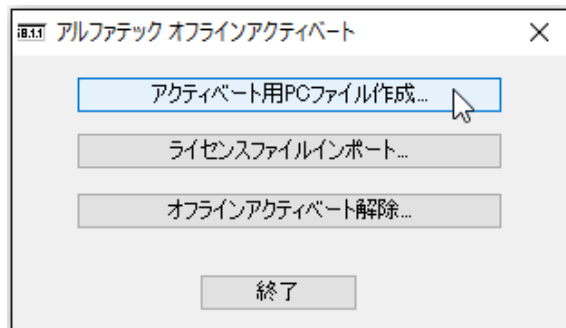 アルファテック オフラインアクティベート
アクティベート用PCファイル作成...
ライセンスファイルインポート...
オフラインアクティベート解除...
終了